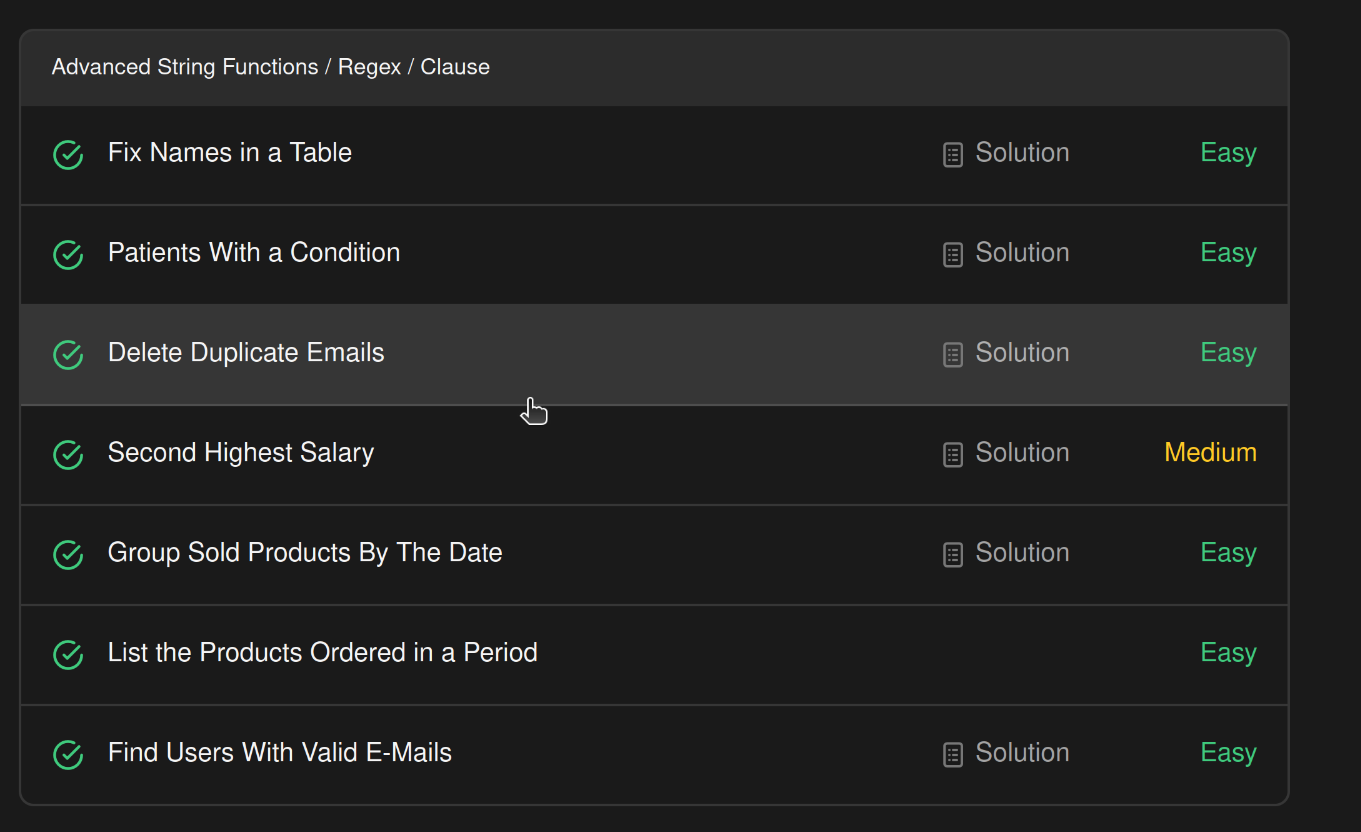 Advanced String Functions / Regex / Clause
Fix Names in a Table Solution Easy
Patients With a Condition Solution Easy
Delete Duplicate Emails Solution Easy
Second Highest Salary Solution Medium
Group Sold Products By The Date Solution Easy
List the Products Ordered in a Period Easy
Find Users With Valid E-Mails Solution Easy